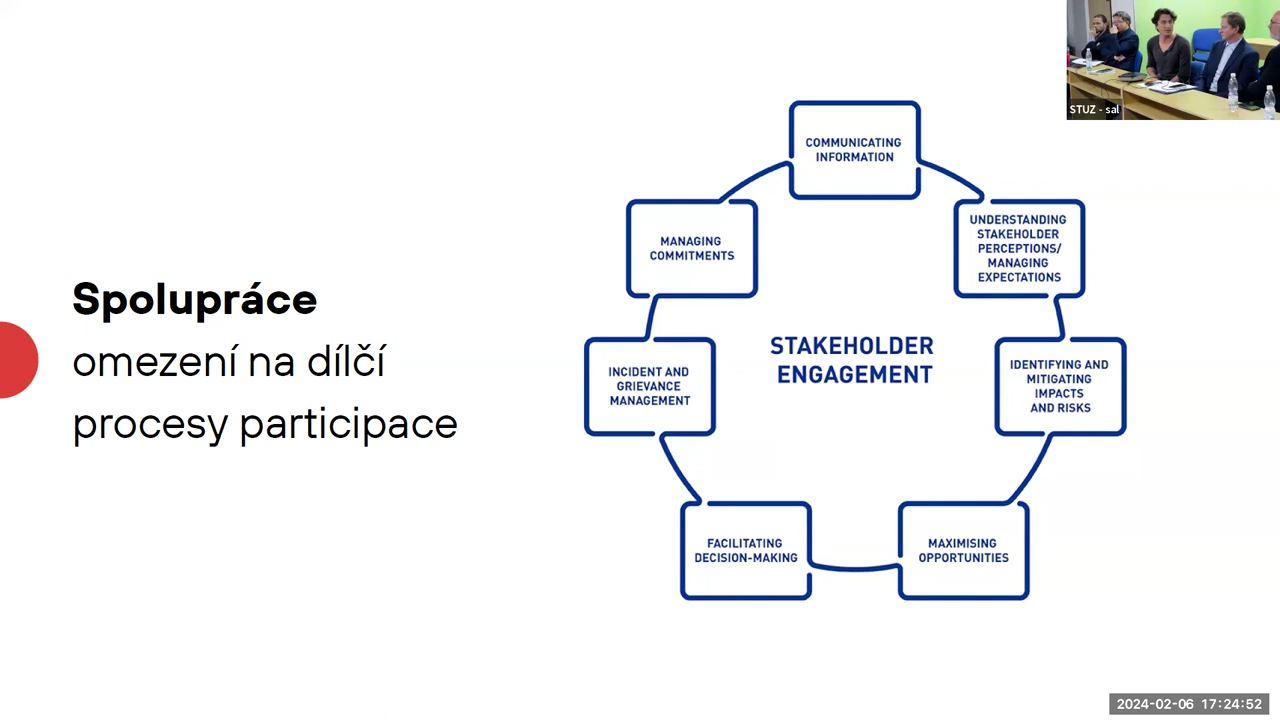 STUZ - sal
COMMUNICATING
INFORMATION
MANAGING
COMMITMENTS
UNDERSTANDING
STAKEHOLDER
PERCEPTIONS/
MANAGING
EXPECTATIONS
Spolupráce
omezení na dílčí
procesy participace
STAKEHOLDER
ENGAGEMENT
INCIDENT AND
GRIEVANCE
MANAGEMENT
IDENTIFYING AND
MITIGATING
IMPACTS
AND RISKS
FACILITATING
DECISION-MAKING
MAXIMISING
OPPORTUNITIES
2024-02-06 17:24:52